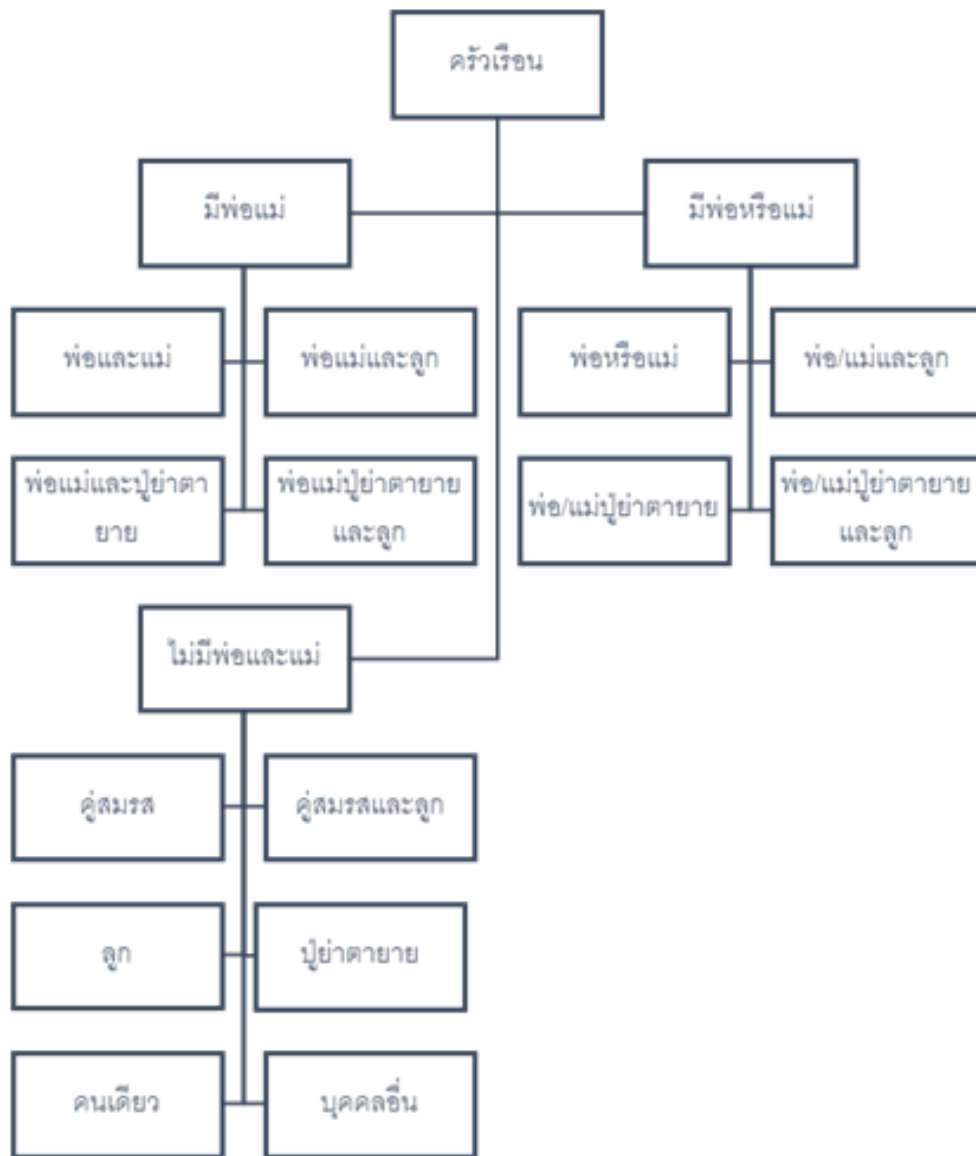 ครัวเรือน
มีพ่อแม่
มีพ่อหรือแม่
พ่อและแม่
พ่อแม่และลูก
พ่อหรือแม่
พ่อ/แม่และลูก
พ่อแม่และปู่ย่าตา
ยาย
พ่อแม่ปู่ย่าตายาย
และลูก
พ่อ/แม่ปู่ย่าตายาย
พ่อ/แม่ปู่ย่าตายาย
และลูก
ไม่มีพ่อและแม่
คู่สมรส
คู่สมรสและลูก
ลูก
ปู่ย่าตายาย
คนเดียว
บุคคลอื่น